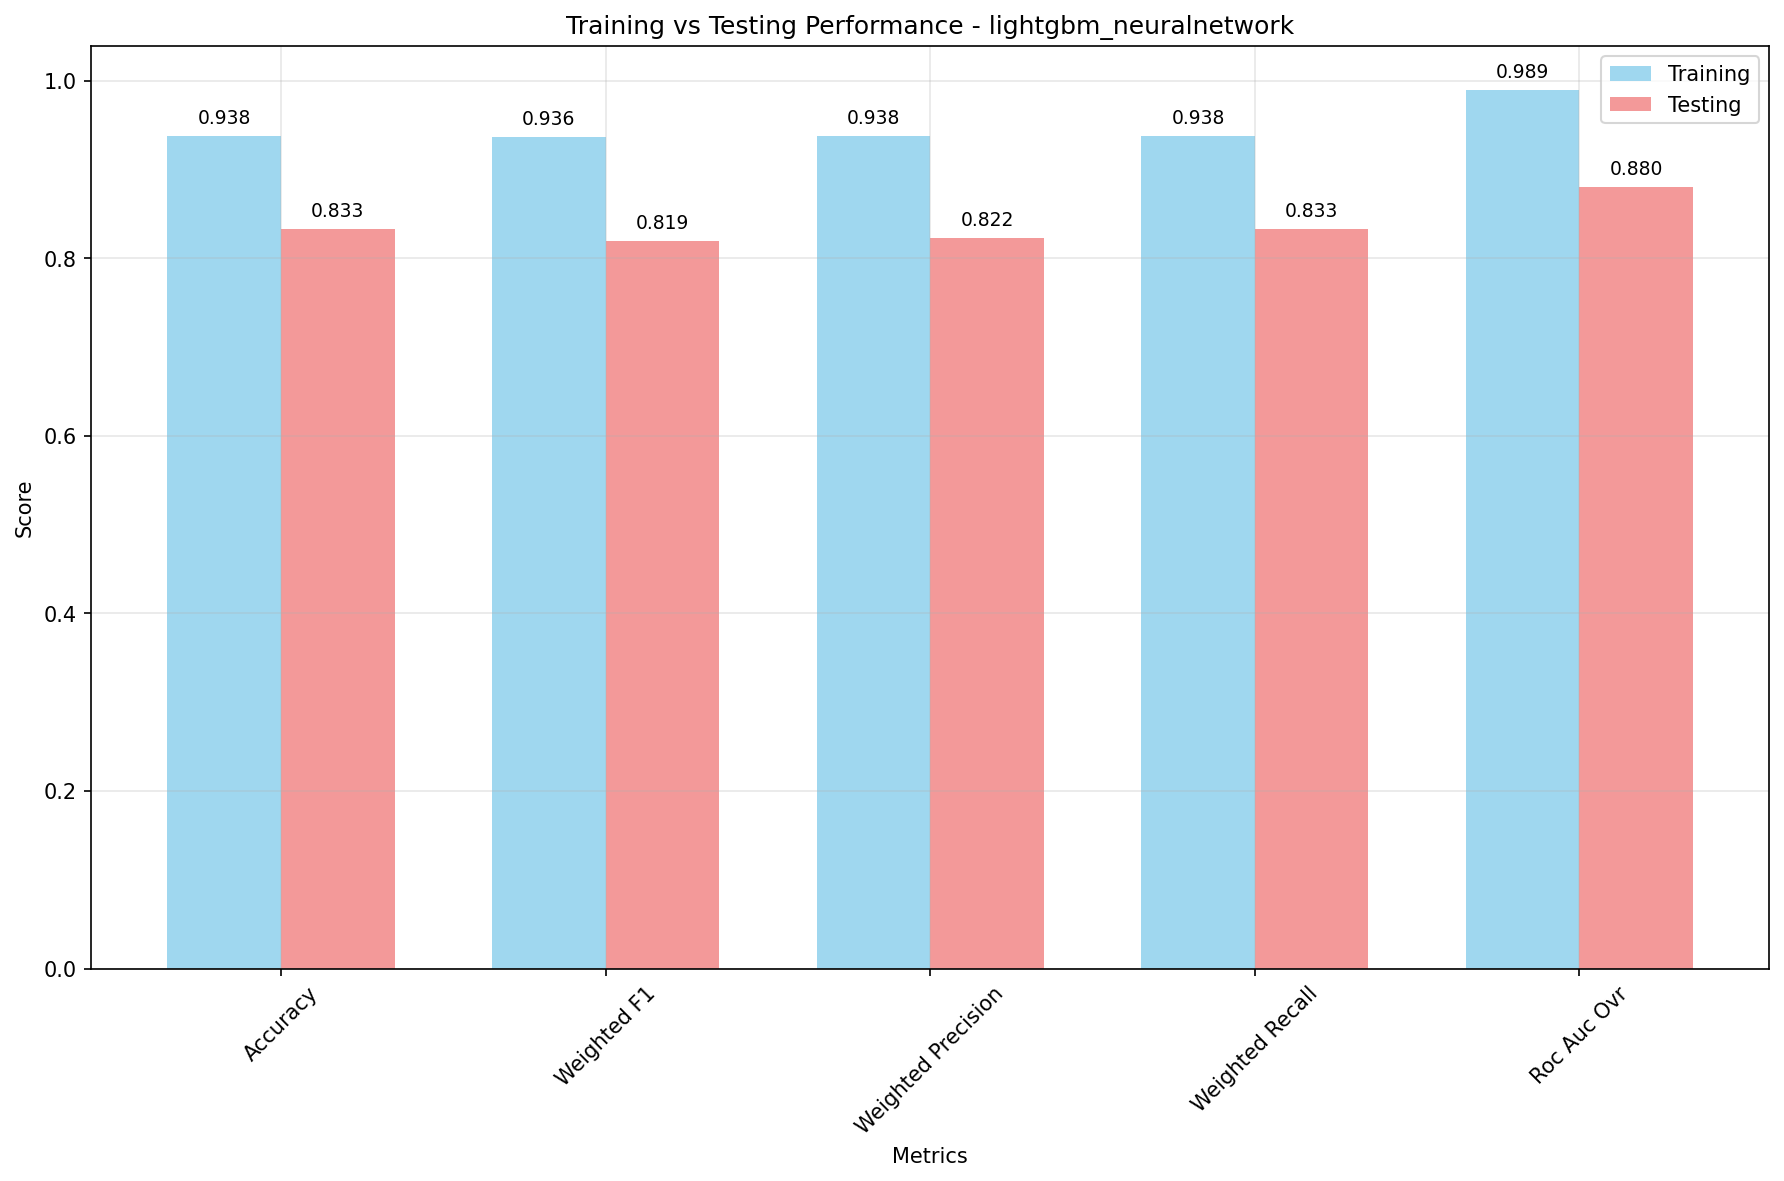 Training vs Testing Performance - lightgbm_neuralnetwork
Training
Testing
0.938
0.833
0.936
0.819
0.938
0.822
0.938
0.833
0.989
0.880
1.0
0.8
0.6
0.4
0.2
0.0
Score
Accuracy
Weighted F1
Weighted Precision
Weighted Recall
Roc Auc Ovr
Metrics